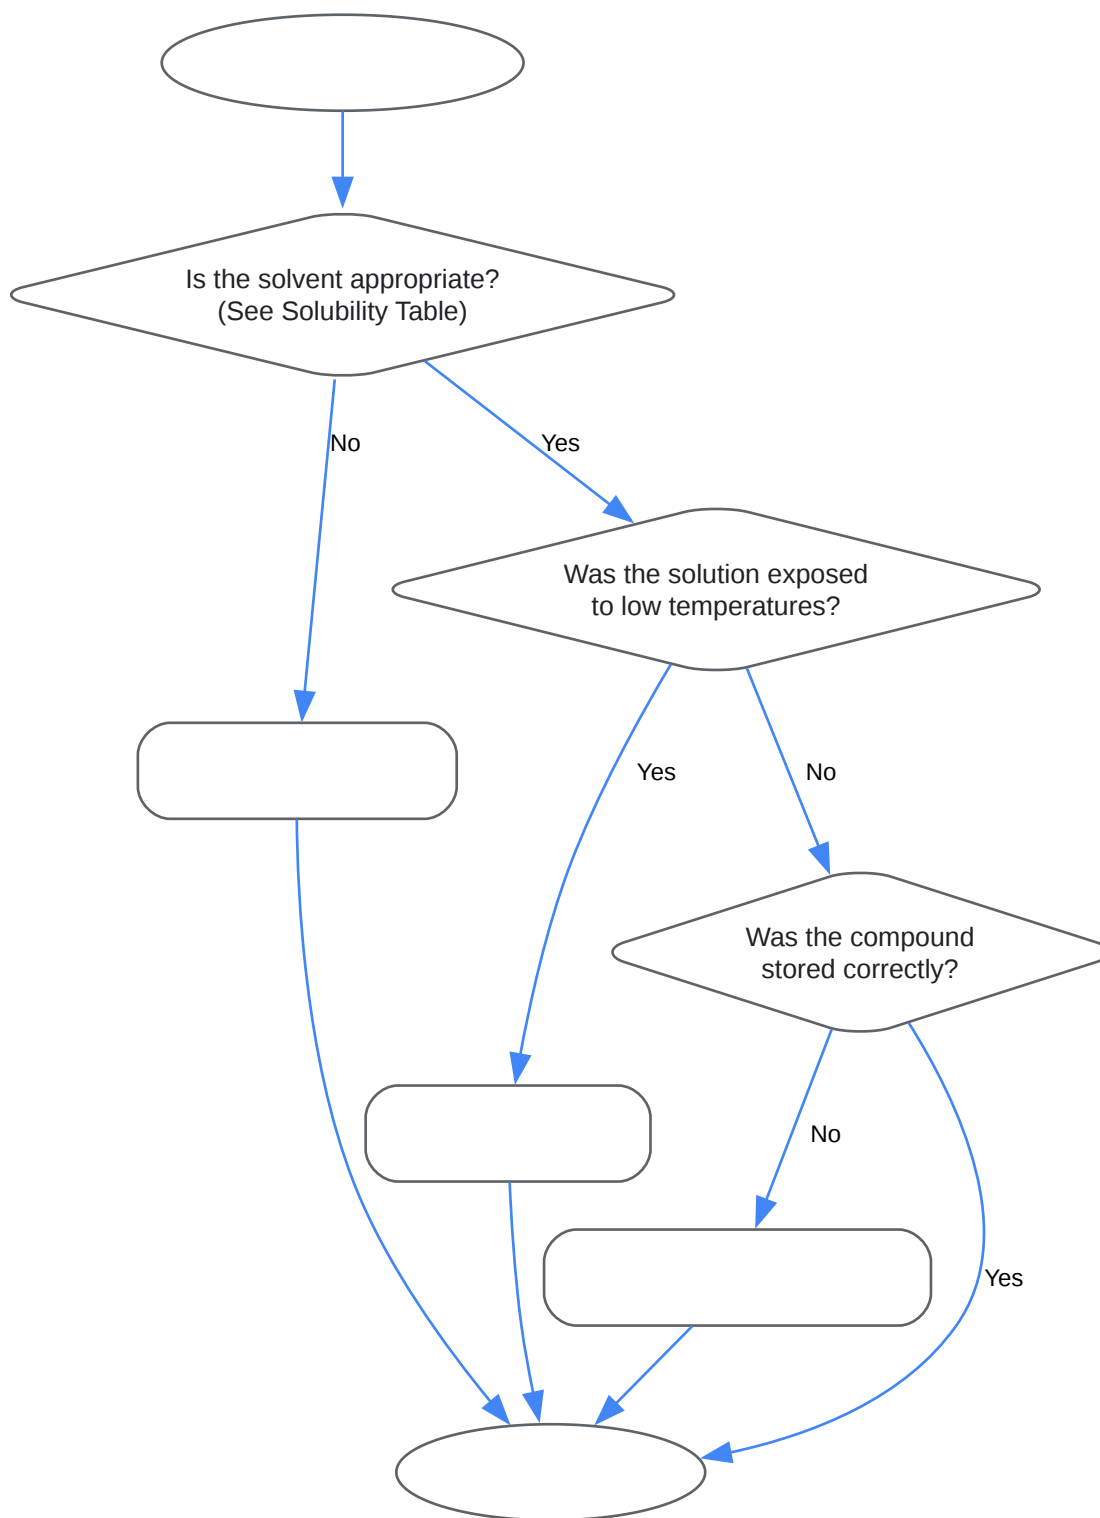 Is the solvent appropriate?
(See Solubility Table)
No
Yes
Was the solution exposed
to low temperatures?
Yes
No
Was the compound
stored correctly?
No
Yes